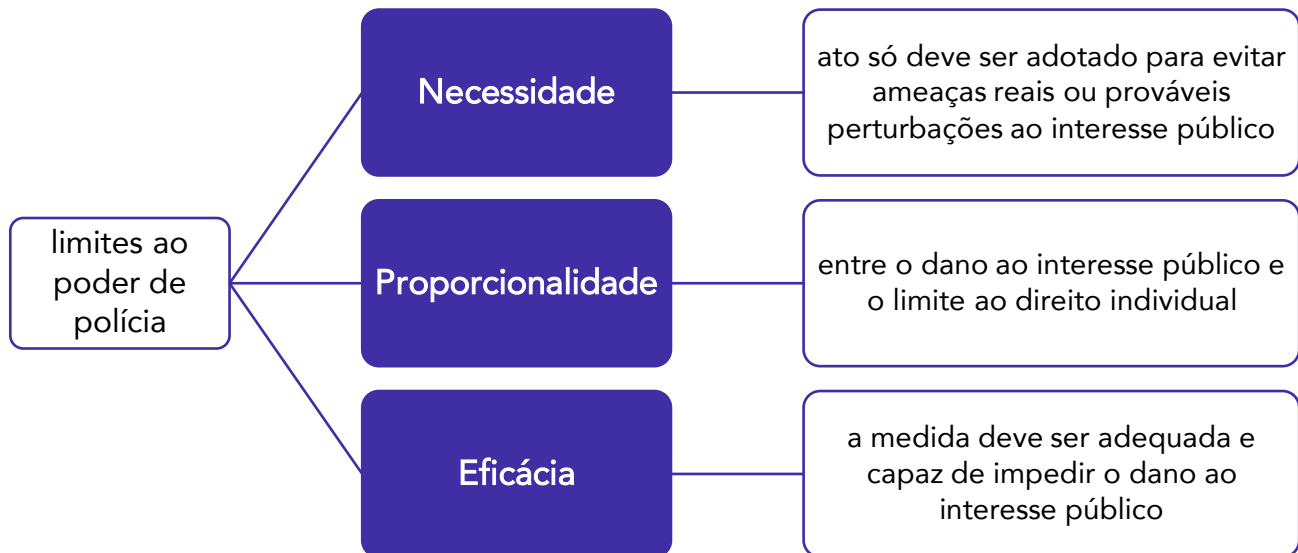 limites ao
poder de
polícia
Necessidade
ato só deve ser adotado para evitar
ameaças reais ou prováveis
perturbações ao interesse público
Proporcionalidade
entre o dano ao interesse público e
o limite ao direito individual
Eficácia
a medida deve ser adequada e
capaz de impedir o dano ao
interesse público